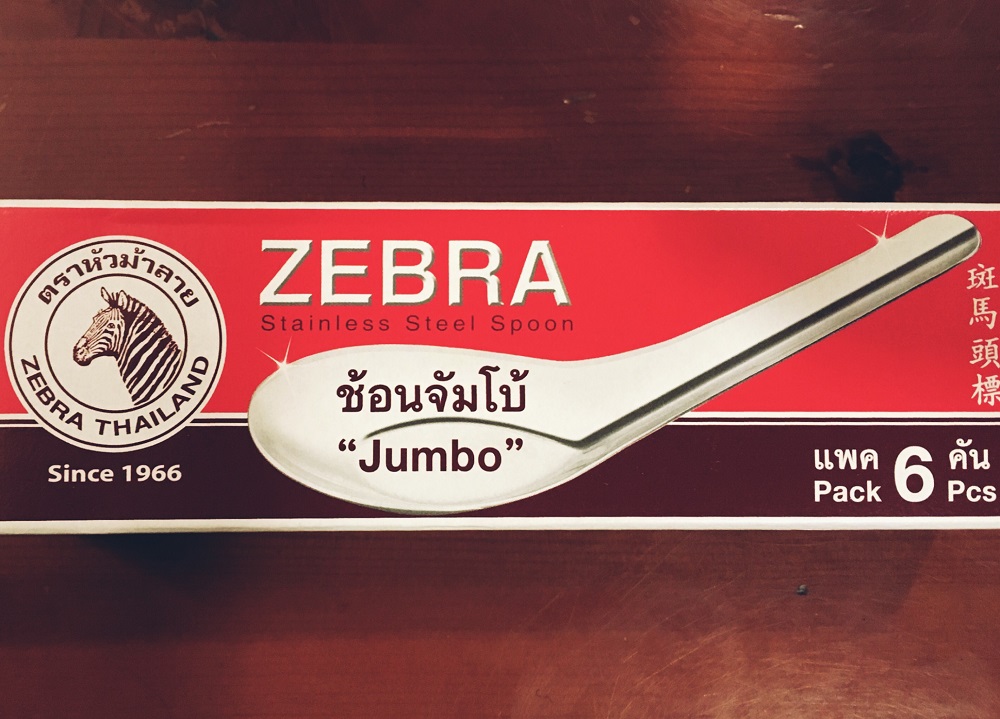 ตราหัวม้าลาย
ZEBRA THAILAND
Since 1966
ZEBRA
Stainless Steel Spoon
ช้อนจัมโบ้
“Jumbo”
斑馬頭標
แพค 6 คัน
Pack Pcs